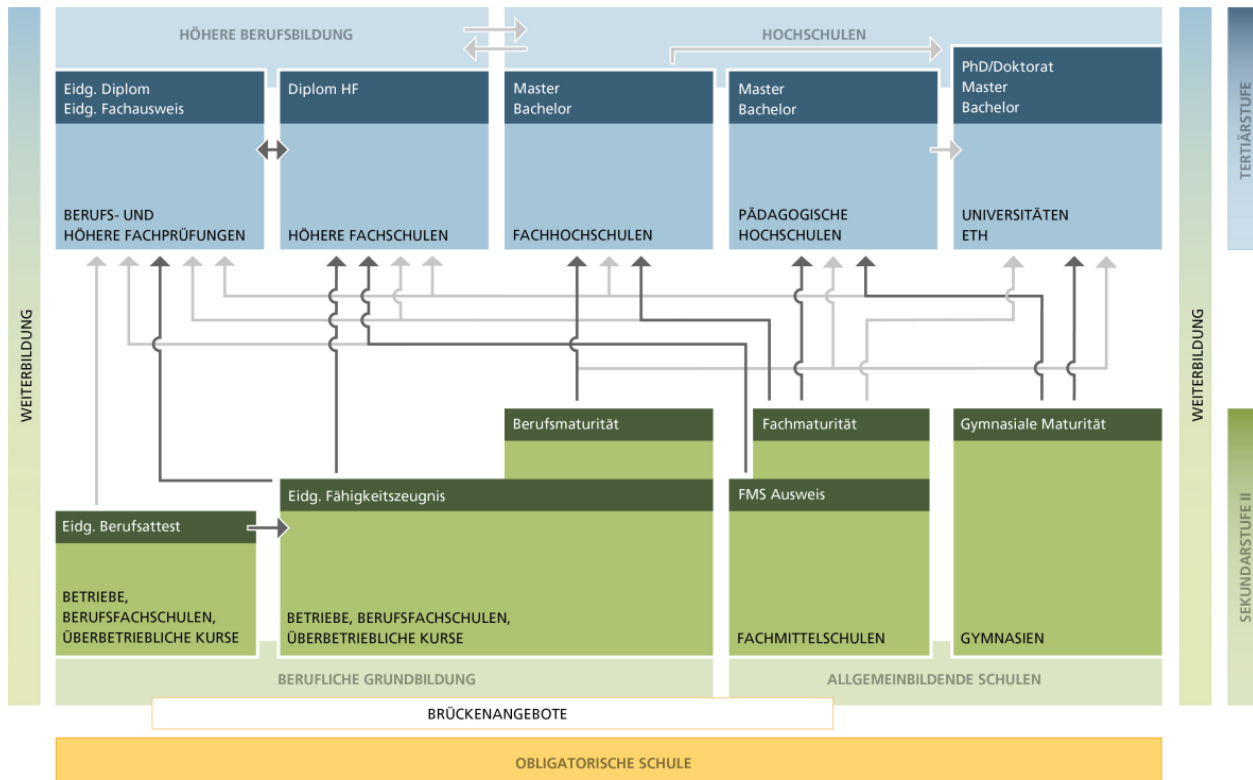 HÖHERE BERUFSBILDUNG
HOCHSCHULEN
Eidg. Diplom
Eidg. Fachausweis
Diplom HF
Master
Bachelor
Master
Bachelor
PhD/Doktorat
Master
Bachelor
BERUFS- UND
HÖHERE FACHPRÜFUNGEN
HÖHERE FACHSCHULEN
FACHHOCHSCHULEN
PÄDAGOGISCHE
HOCHSCHULEN
UNIVERSITÄTEN
ETH
TERTIÄRSTUFE
WEITERBILDUNG
WEITERBILDUNG
Berufsmaturität
Fachmaturität
Gymnasiale Maturität
Eidg. Fähigkeitszeugnis
FMS Ausweis
Eidg. Berufsattest
BETRIEBE,
BERUFSFACHSCHULEN,
ÜBERBETRIEBLICHE KURSE
BETRIEBE, BERUFSFACHSCHULEN,
ÜBERBETRIEBLICHE KURSE
FACHMITTELSCHULEN
GYMNASIEN
SEKUNDARSTUFE II
BERUFLICHE GRUNDBILDUNG
ALLGEMEINBILDENDE SCHULEN
BRÜCKENANGEBOTE
OBLIGATORISCHE SCHULE